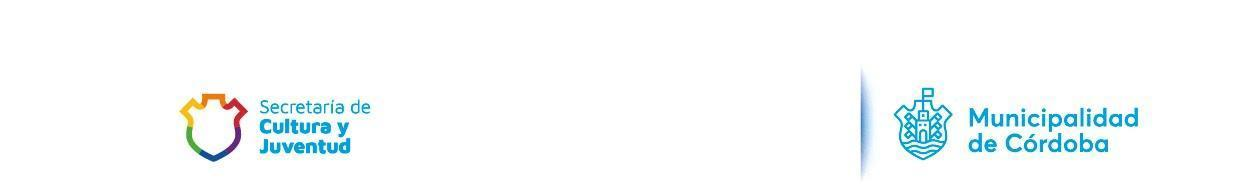 Secretaría de
Cultura y
Juventud
Municipalidad
de Córdoba